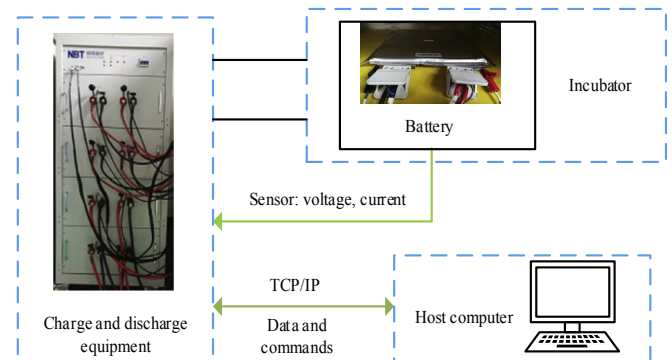 NBT
Battery
Incubator
Sensor: voltage, current
TCP/IP
Data and
commands
Charge and discharge
equipment
Host computer